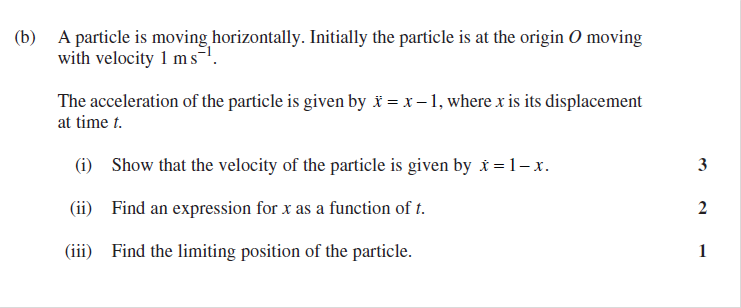 (b) A particle is moving horizontally. Initially the particle is at the origin O moving
with velocity 1 m s⁻¹.
The acceleration of the particle is given by ẍ = x – 1, where x is its displacement
at time t.
(i) Show that the velocity of the particle is given by ẋ = 1 – x. 3
(ii) Find an expression for x as a function of t. 2
(iii) Find the limiting position of the particle. 1